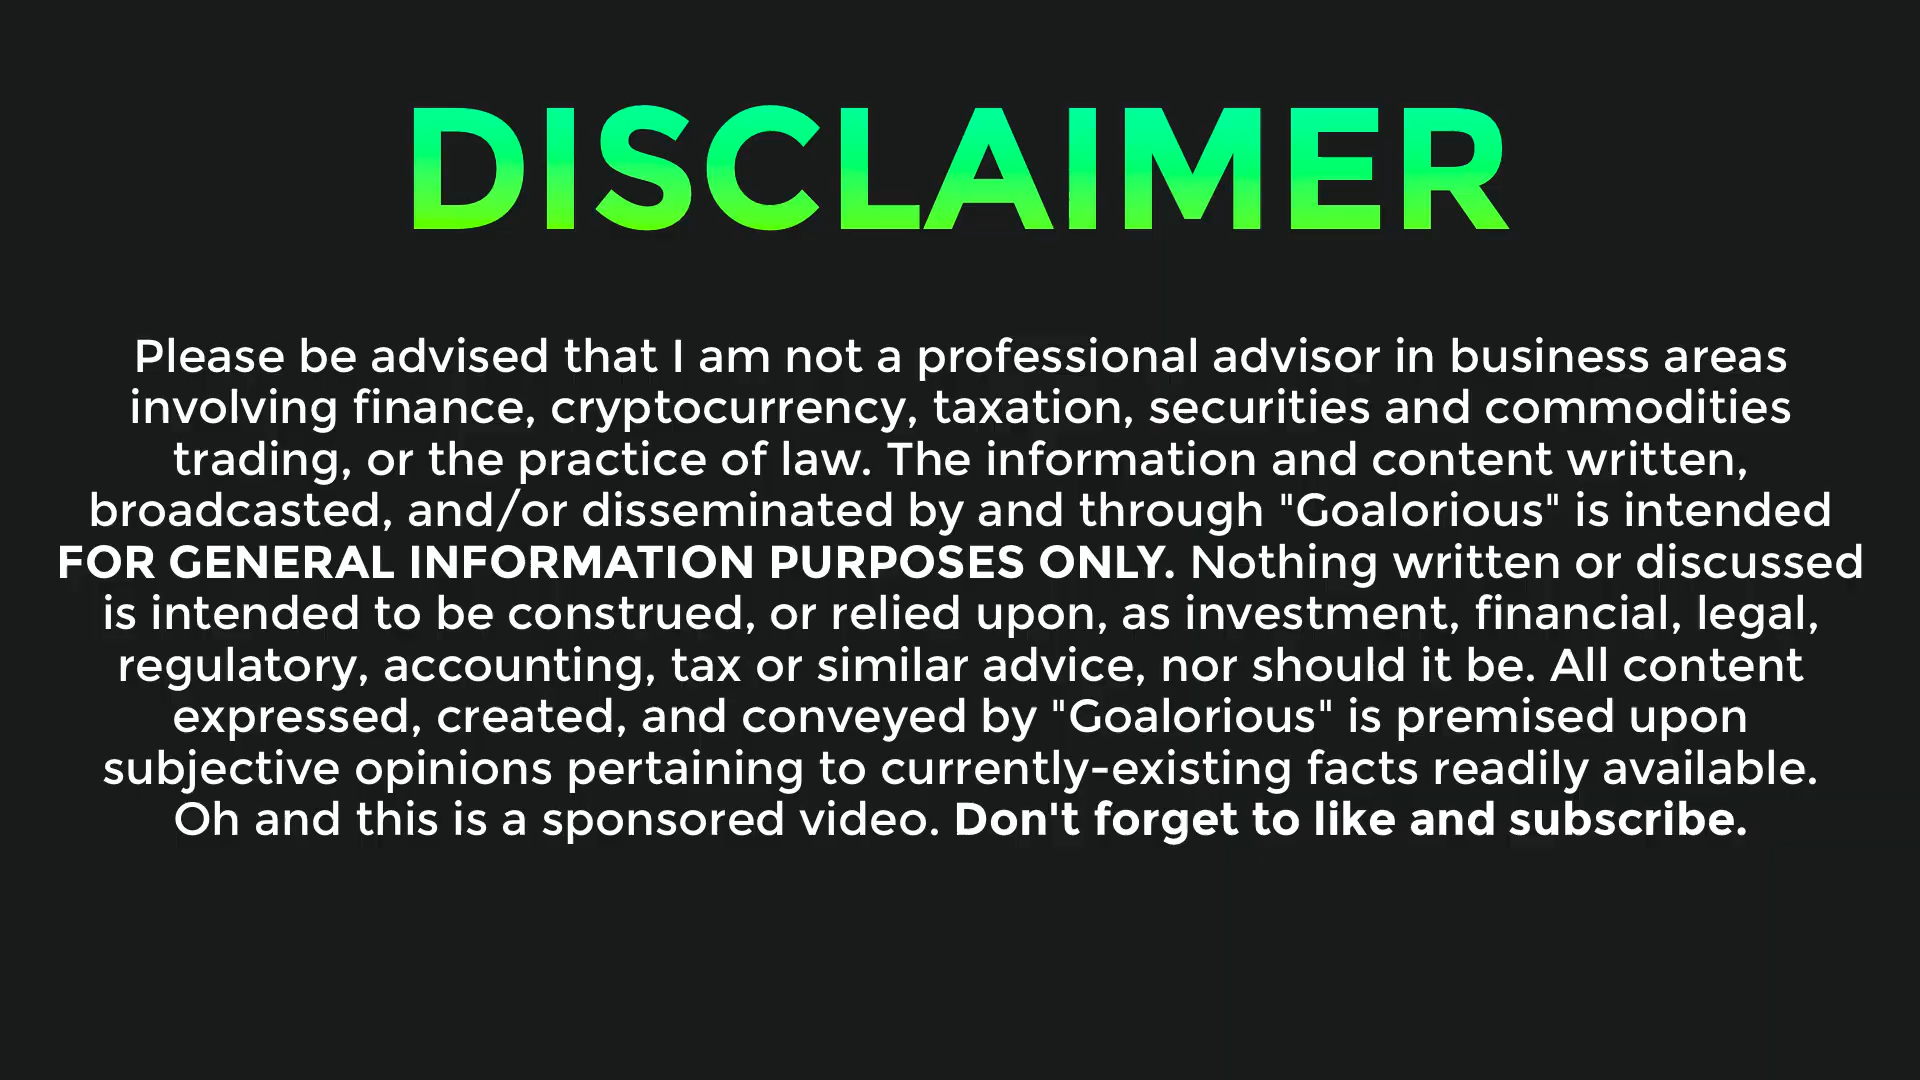 DISCLAIMER
Please be advised that I am not a professional advisor in business areas
involving finance, cryptocurrency, taxation, securities and commodities
trading, or the practice of law. The information and content written,
broadcasted, and/or disseminated by and through "Goalorious" is intended
FOR GENERAL INFORMATION PURPOSES ONLY. Nothing written or discussed
is intended to be construed, or relied upon, as investment, financial, legal,
regulatory, accounting, tax or similar advice, nor should it be. All content
expressed, created, and conveyed by "Goalorious" is premised upon
subjective opinions pertaining to currently-existing facts readily available.
Oh and this is a sponsored video. Don't forget to like and subscribe.